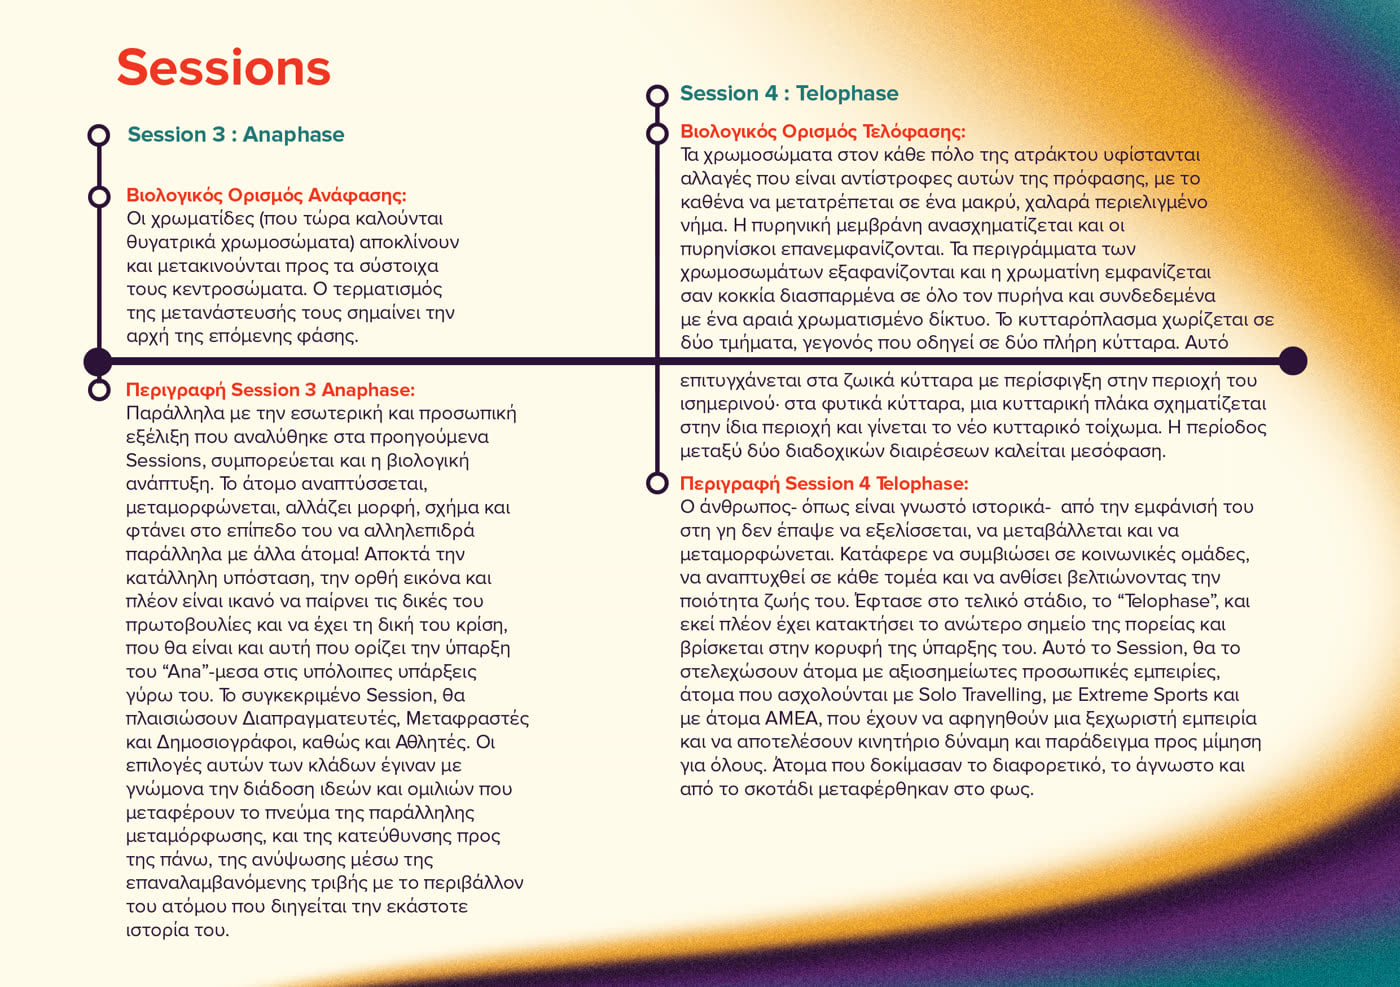 Sessions
Session 3 : Anaphase
Βιολογικός Ορισμός Ανάφασης:
Οι χρωματίδες (που τώρα καλούνται
θυγατρικά χρωμοσώματα) αποκλίνουν
και μετακινούνται προς τα σύστοιχα
τους κεντροσώματα. Ο τερματισμός
της μετανάστευσής τους σημαίνει την
αρχή της επόμενης φάσης.
Περιγραφή Session 3 Anaphase:
Παράλληλα με την εσωτερική και προσωπική
εξέλιξη που αναλύθηκε στα προηγούμενα
Sessions, συμπορεύεται και η βιολογική
ανάπτυξη. Το άτομο αναπτύσσεται,
μεταμορφώνεται, αλλάζει μορφή, σχήμα και
φτάνει στο επίπεδο του να αλληλεπιδρά
παράλληλα με άλλα άτομα! Αποκτά την
κατάλληλη υπόσταση, την ορθή εικόνα και
πλέον είναι ικανό να παίρνει τις δικές του
πρωτοβουλίες και να έχει τη δική του κρίση,
που θα είναι και αυτή που ορίζει την ύπαρξη
του “Ana”-μεσα στις υπόλοιπες υπάρξεις
γύρω του. Το συγκεκριμένο Session, θα
πλαισιώσουν Διαπραγματευτές, Μεταφραστές
και Δημοσιογράφοι, καθώς και Αθλητές. Οι
επιλογές αυτών των κλάδων έγιναν με
γνώμονα την διάδοση ιδεών και ομιλιών που
μεταφέρουν το πνεύμα της παράλληλης
μεταμόρφωσης, και της κατεύθυνσης προς
της πάνω, της ανύψωσης μέσω της
επαναλαμβανόμενης τριβής με το περιβάλλον
του ατόμου που διηγείται την εκάστοτε
ιστορία του.
Session 4 : Telophase
Βιολογικός Ορισμός Τελόφασης:
Τα χρωμοσώματα στον κάθε πόλο της ατράκτου υφίστανται
αλλαγές που είναι αντίστροφες αυτών της πρόφασης, με το
καθένα να μετατρέπεται σε ένα μακρύ, χαλαρά περιελιγμένο
νήμα. Η πυρηνική μεμβράνη ανασχηματίζεται και οι
πυρηνίσκοι επανεμφανίζονται. Τα περιγράμματα των
χρωμοσωμάτων εξαφανίζονται και η χρωματίνη εμφανίζεται
σαν κοκκία διασπαρμένα σε όλο τον πυρήνα και συνδεδεμένα
με ένα αραιά χρωματισμένο δίκτυο. Το κυτταρόπλασμα χωρίζεται σε
δύο τμήματα, γεγονός που οδηγεί σε δύο πλήρη κύτταρα. Αυτό
επιτυγχάνεται στα ζωικά κύτταρα με περίσφιγξη στην περιοχή του
ισημερινού· στα φυτικά κύτταρα, μια κυτταρική πλάκα σχηματίζεται
στην ίδια περιοχή και γίνεται το νέο κυτταρικό τοίχωμα. Η περίοδος
μεταξύ δύο διαδοχικών διαιρέσεων καλείται μεσόφαση.
Περιγραφή Session 4 Telophase:
Ο άνθρωπος- όπως είναι γνωστό ιστορικά-  από την εμφάνισή του
στη γη δεν έπαψε να εξελίσσεται, να μεταβάλλεται και να
μεταμορφώνεται. Κατάφερε να συμβιώσει σε κοινωνικές ομάδες,
να αναπτυχθεί σε κάθε τομέα και να ανθίσει βελτιώνοντας την
ποιότητα ζωής του. Έφτασε στο τελικό στάδιο, το “Telophase”, και
εκεί πλέον έχει κατακτήσει το ανώτερο σημείο της πορείας και
βρίσκεται στην κορυφή της ύπαρξης του. Αυτό το Session, θα το
στελεχώσουν άτομα με αξιοσημείωτες προσωπικές εμπειρίες,
άτομα που ασχολούνται με Solo Travelling, με Extreme Sports και
με άτομα ΑΜΕΑ, που έχουν να αφηγηθούν μια ξεχωριστή εμπειρία
και να αποτελέσουν κινητήριο δύναμη και παράδειγμα προς μίμηση
για όλους. Άτομα που δοκίμασαν το διαφορετικό, το άγνωστο και
από το σκοτάδι μεταφέρθηκαν στο φως.